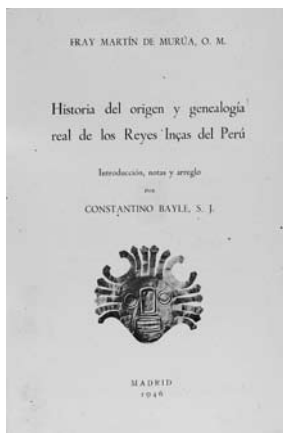 FRAY MARTÍN DE MURÚA, O. M.
Historia del origen y genealogía
real de los Reyes Inças del Perú
Introducción, notas y arreglo
POR
CONSTANTINO BAYLE, S. J.
MADRID
1946